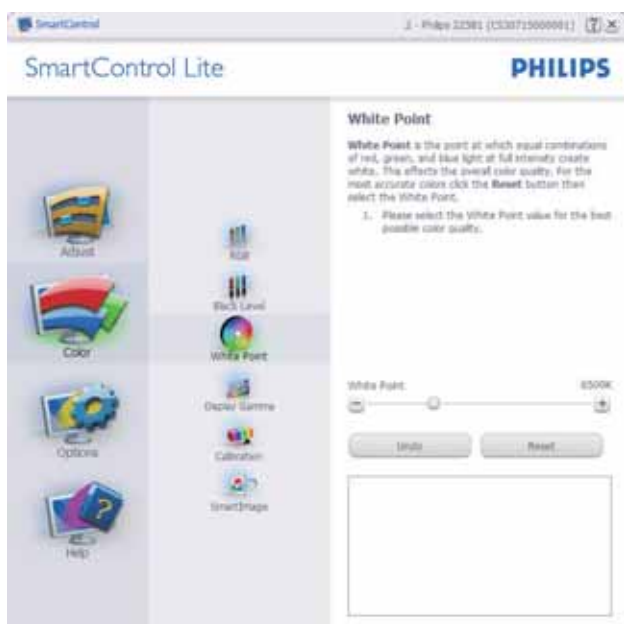 SmartControl
SmartControl Lite
PHILIPS
Adjust
Color
Options
Help
RGB
Black Level
White Point
Display Gamma
Calibration
SmartImage
White Point
White Point is the point at which equal combinations
of red, green, and blue light at full intensity create
white. This effects the overall color quality. For the
most accurate colors click the Reset button then
select the White Point.
1. Please select the White Point value for the best
possible color quality.
White Point 6500K
Undo Reset